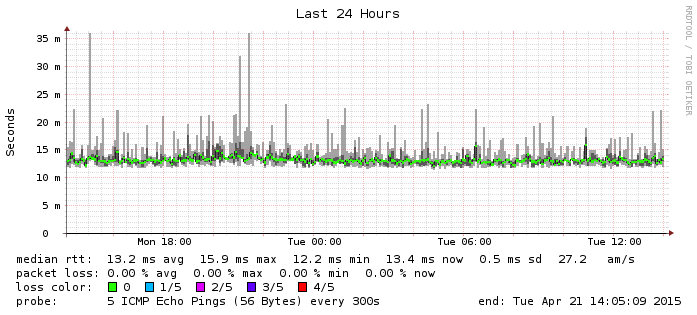 Last 24 Hours
RRDTOOL / TOBI OETIKER
Seconds
35 m
30 m
25 m
20 m
15 m
10 m
5 m
0
Mon 18:00 Tue 00:00 Tue 06:00 Tue 12:00
median rtt: 13.2 ms avg 15.9 ms max 12.2 ms min 13.4 ms now 0.5 ms sd 27.2 am/s
packet loss: 0.00 % avg 0.00 % max 0.00 % min 0.00 % now
loss color: 0 1/5 2/5 3/5 4/5
probe: 5 ICMP Echo Pings (56 Bytes) every 300s end: Tue Apr 21 14:05:09 2015